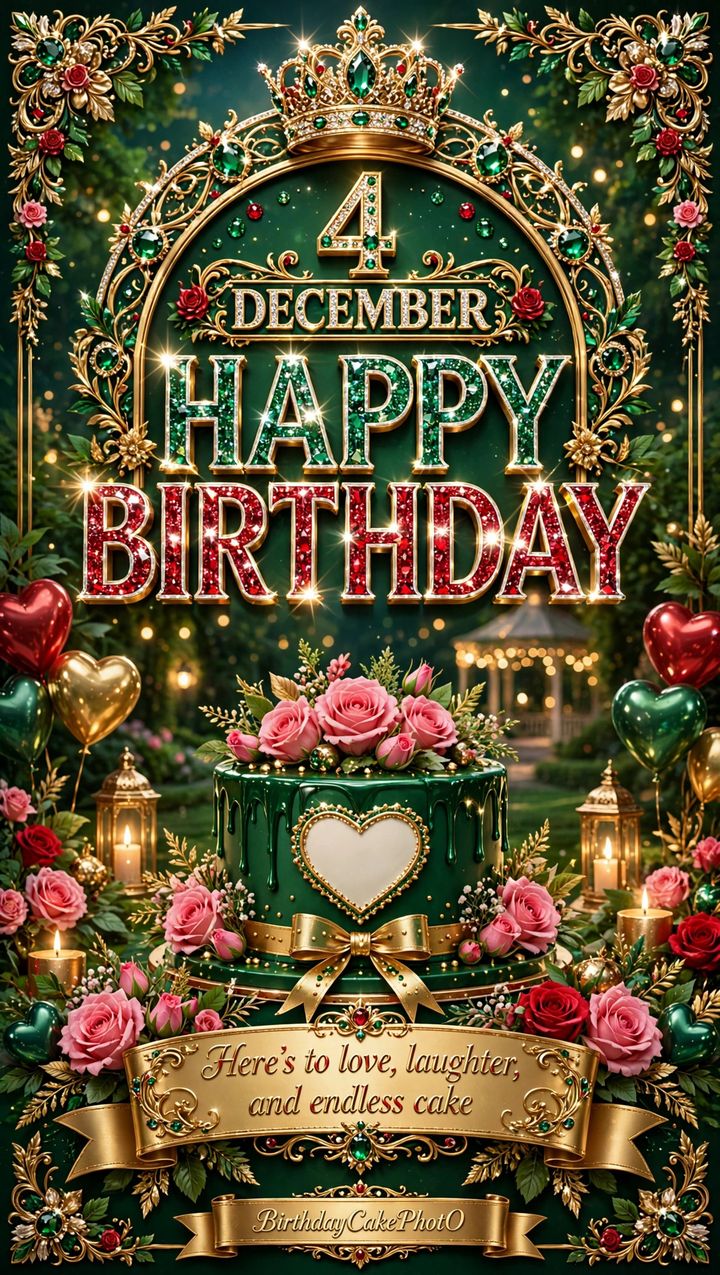 4
DECEMBER
HAPPY
BIRTHDAY
Here's to love, laughter,
and endless cake
BirthdayCakePhotO